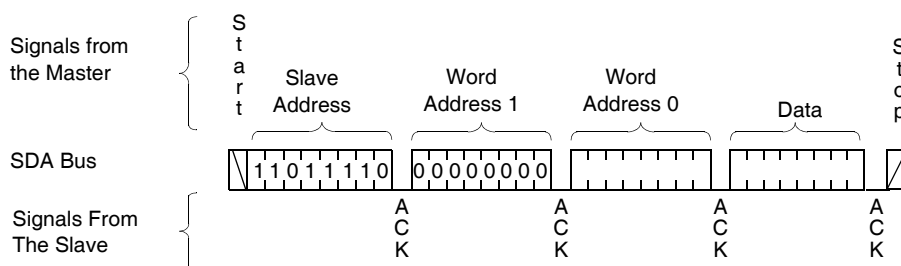 Signals from
the Master
S
t
a
r
t
Slave
Address
Word
Address 1
Word
Address 0
Data
S
t
o
p
SDA Bus
1 1 0 1 1 1 1 0
0 0 0 0 0 0 0 0
Signals From
The Slave
A
C
K
A
C
K
A
C
K
A
C
K